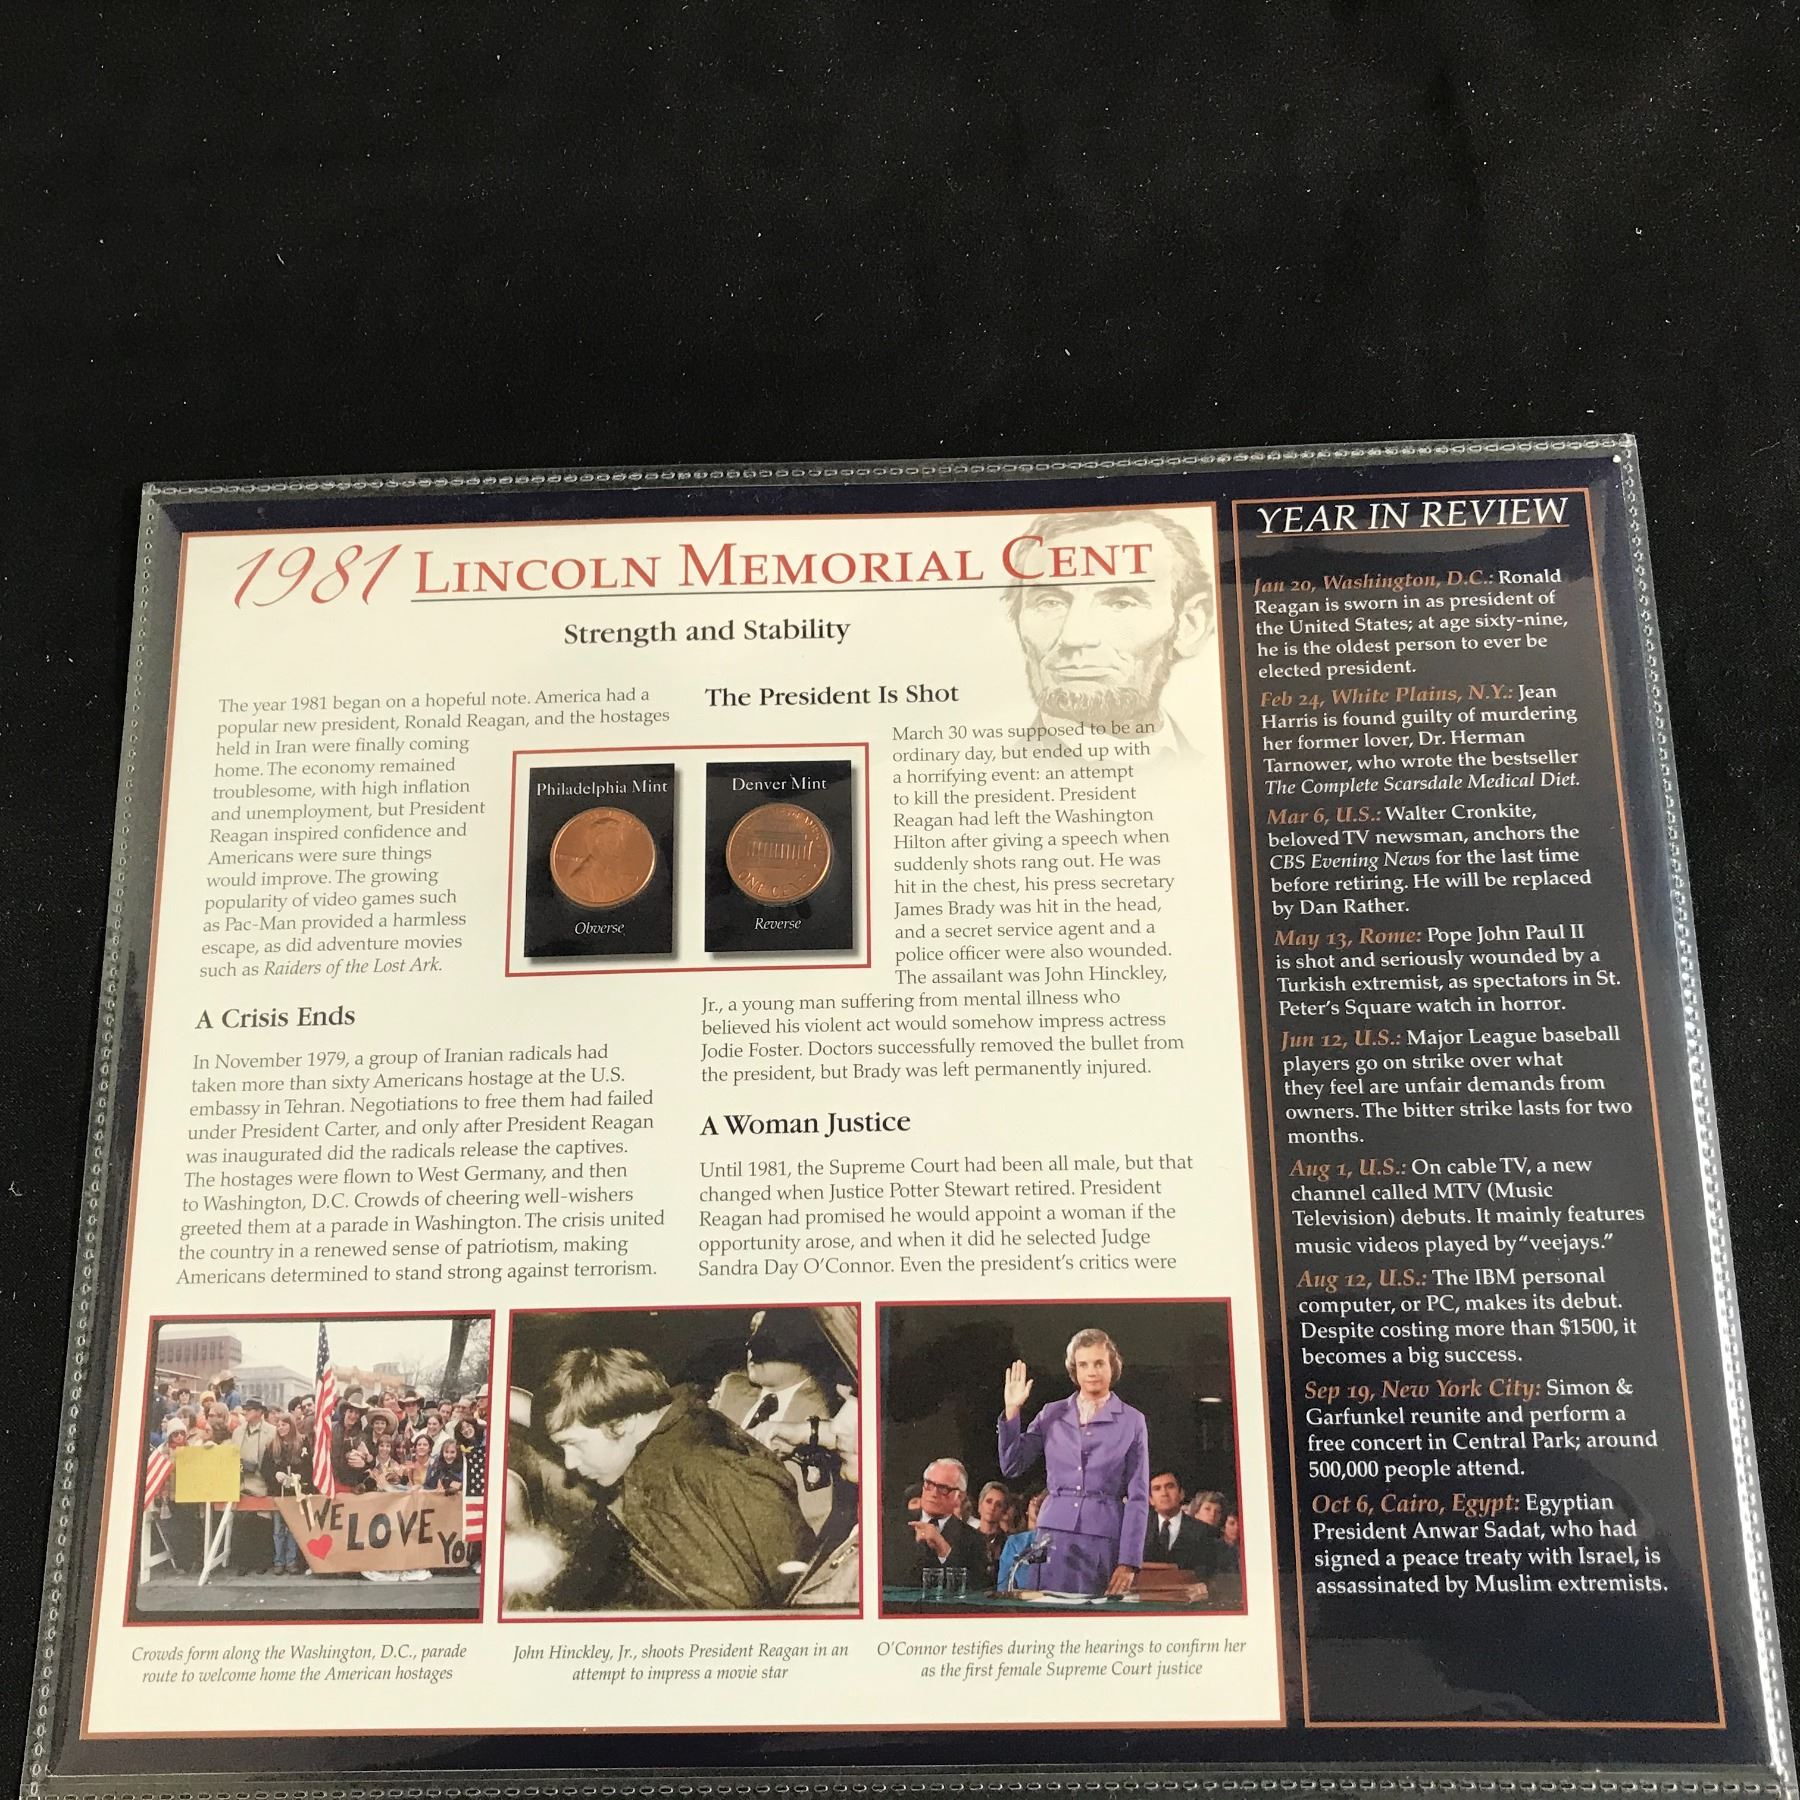 1981 LINCOLN MEMORIAL CENT
Strength and Stability
The year 1981 began on a hopeful note. America had a
popular new president, Ronald Reagan, and the hostages
held in Iran were finally coming
home. The economy remained
troublesome, with high inflation
and unemployment, but President
Reagan inspired confidence and
Americans were sure things
would improve. The growing
popularity of video games such
as Pac-Man provided a harmless
escape, as did adventure movies
such as Raiders of the Lost Ark.
A Crisis Ends
In November 1979, a group of Iranian radicals had
taken more than sixty Americans hostage at the U.S.
embassy in Tehran. Negotiations to free them had failed
under President Carter, and only after President Reagan
was inaugurated did the radicals release the captives.
The hostages were flown to West Germany, and then
to Washington, D.C. Crowds of cheering well-wishers
greeted them at a parade in Washington. The crisis united
the country in a renewed sense of patriotism, making
Americans determined to stand strong against terrorism.
Philadelphia Mint
Obverse
Denver Mint
ONE CENT
Reverse
The President Is Shot
March 30 was supposed to be an
ordinary day, but ended up with
a horrifying event: an attempt
to kill the president. President
Reagan had left the Washington
Hilton after giving a speech when
suddenly shots rang out. He was
hit in the chest, his press secretary
James Brady was hit in the head,
and a secret service agent and a
police officer were also wounded.
The assailant was John Hinckley,
Jr., a young man suffering from mental illness who
believed his violent act would somehow impress actress
Jodie Foster. Doctors successfully removed the bullet from
the president, but Brady was left permanently injured.
A Woman Justice
Until 1981, the Supreme Court had been all male, but that
changed when Justice Potter Stewart retired. President
Reagan had promised he would appoint a woman if the
opportunity arose, and when it did he selected Judge
Sandra Day O'Connor. Even the president's critics were
WE
LOVE
YOU
Crowds form along the Washington, D.C., parade
route to welcome home the American hostages
John Hinckley, Jr., shoots President Reagan in an
attempt to impress a movie star
O'Connor testifies during the hearings to confirm her
as the first female Supreme Court justice
YEAR IN REVIEW
Jan 20, Washington, D.C.: Ronald
Reagan is sworn in as president of
the United States; at age sixty-nine,
he is the oldest person to ever be
elected president.
Feb 24, White Plains, N.Y.: Jean
Harris is found guilty of murdering
her former lover, Dr. Herman
Tarnower, who wrote the bestseller
The Complete Scarsdale Medical Diet.
Mar 6, U.S.: Walter Cronkite,
beloved TV newsman, anchors the
CBS Evening News for the last time
before retiring. He will be replaced
by Dan Rather.
May 13, Rome: Pope John Paul II
is shot and seriously wounded by a
Turkish extremist, as spectators in St.
Peter's Square watch in horror.
Jun 12, U.S.: Major League baseball
players go on strike over what
they feel are unfair demands from
owners. The bitter strike lasts for two
months.
Aug 1, U.S.: On cable TV, a new
channel called MTV (Music
Television) debuts. It mainly features
music videos played by "veejays."
Aug 12, U.S.: The IBM personal
computer, or PC, makes its debut.
Despite costing more than $1500, it
becomes a big success.
Sep 19, New York City: Simon &
Garfunkel reunite and perform a
free concert in Central Park; around
500,000 people attend.
Oct 6, Cairo, Egypt: Egyptian
President Anwar Sadat, who had
signed a peace treaty with Israel, is
assassinated by Muslim extremists.